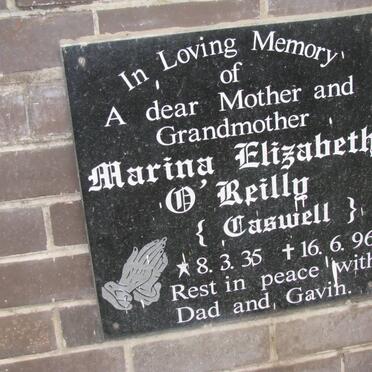 In Loving Memory
of
A dear Mother and
Grandmother
Marina Elizabeth
O'Reilly
{ Caswell }
★ 8. 3. 35 ✝ 16. 6. 96
Rest in peace with
Dad and Gavin.